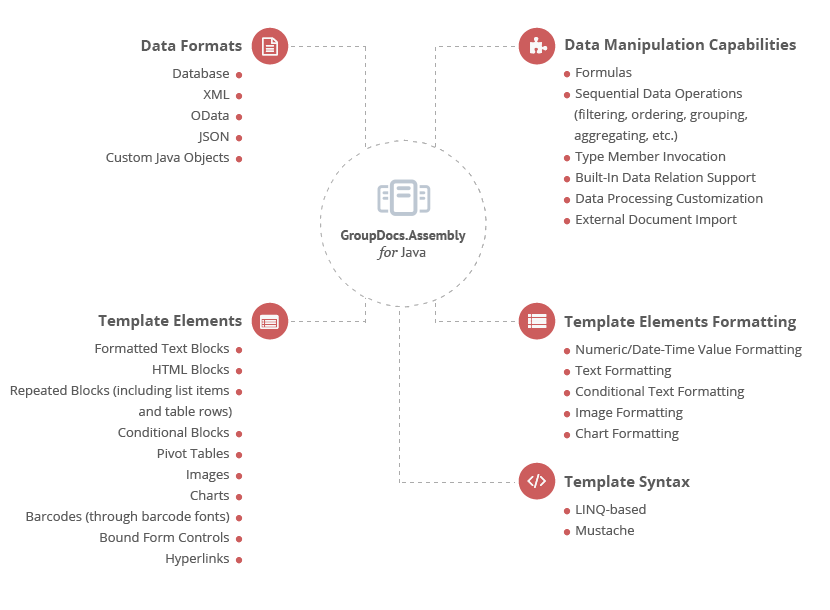 Data Formats
Database
XML
OData
JSON
Custom Java Objects
Data Manipulation Capabilities
Formulas
Sequential Data Operations
(filtering, ordering, grouping,
aggregating, etc.)
Type Member Invocation
Built-In Data Relation Support
Data Processing Customization
External Document Import
GroupDocs.Assembly
for Java
Template Elements
Formatted Text Blocks
HTML Blocks
Repeated Blocks (including list items
and table rows)
Conditional Blocks
Pivot Tables
Images
Charts
Barcodes (through barcode fonts)
Bound Form Controls
Hyperlinks
Template Elements Formatting
Numeric/Date-Time Value Formatting
Text Formatting
Conditional Text Formatting
Image Formatting
Chart Formatting
Template Syntax
LINQ-based
Mustache